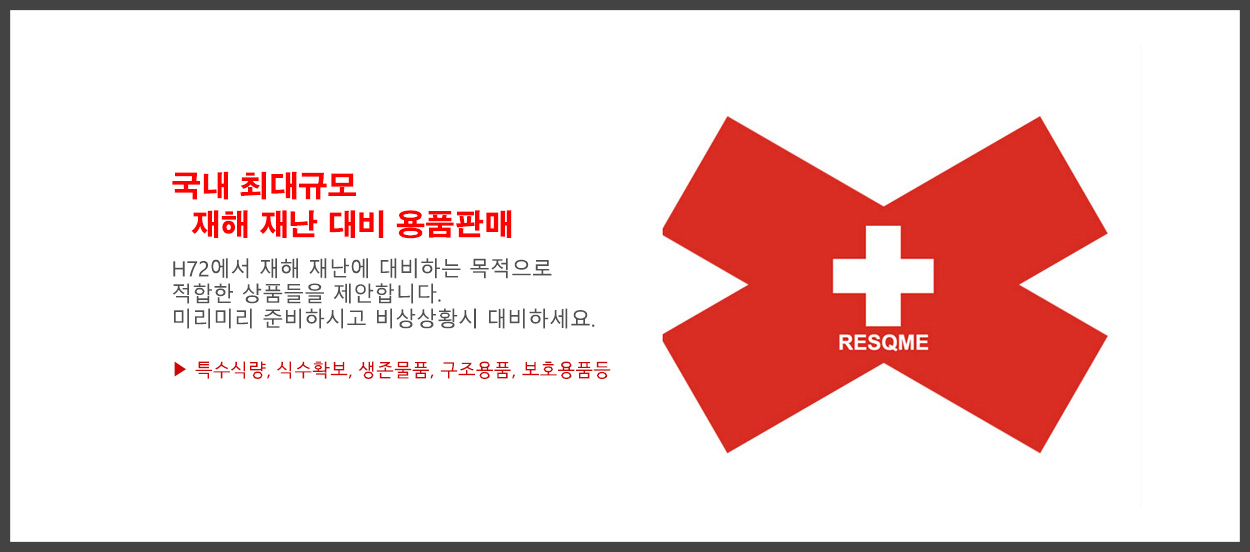 국내 최대규모
재해 재난 대비 용품판매
H72에서 재해 재난에 대비하는 목적으로
적합한 상품들을 제안합니다.
미리미리 준비하시고 비상상황시 대비하세요.
▶ 특수식량, 식수확보, 생존물품, 구조용품, 보호용품등
RESQME